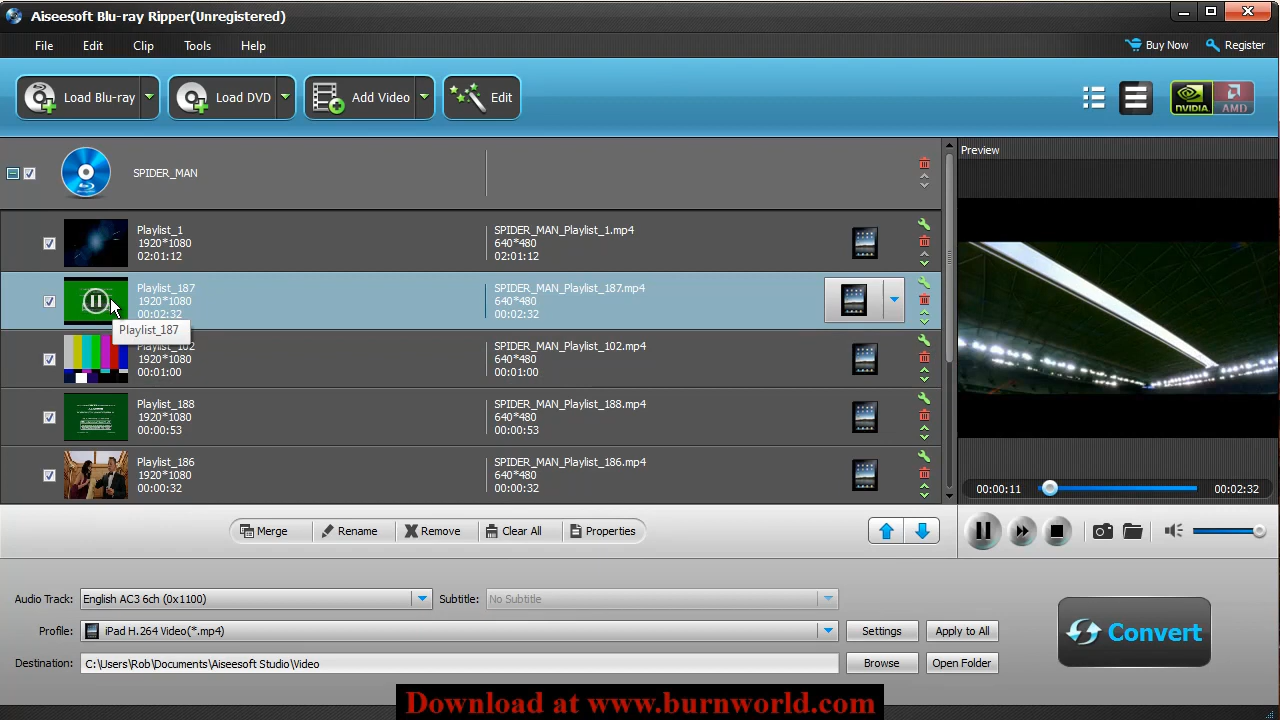 Aiseesoft Blu-ray Ripper(Unregistered)
File Edit Clip Tools Help
Buy Now Register
Load Blu-ray Load DVD Add Video Edit
NVIDIA AMD
Preview
SPIDER_MAN
Playlist_1 SPIDER_MAN_Playlist_1.mp4
1920*1080 640*480
02:01:12 02:01:12
Playlist_187 SPIDER_MAN_Playlist_187.mp4
1920*1080 640*480
00:02:32 00:02:32
Playlist_187
Playlist_102 SPIDER_MAN_Playlist_102.mp4
1920*1080 640*480
00:01:00 00:01:00
Playlist_188 SPIDER_MAN_Playlist_188.mp4
1920*1080 640*480
00:00:53 00:00:53
Playlist_186 SPIDER_MAN_Playlist_186.mp4
1920*1080 640*480
00:00:32 00:00:32
00:00:11 00:02:32
Merge Rename Remove Clear All Properties
Audio Track: English AC3 6ch (0x1100) Subtitle: No Subtitle
Profile: iPad H.264 Video(*.mp4) Settings Apply to All
Convert
Destination: C:\Users\Rob\Documents\Aiseesoft Studio\Video Browse Open Folder
Download at www.burnworld.com